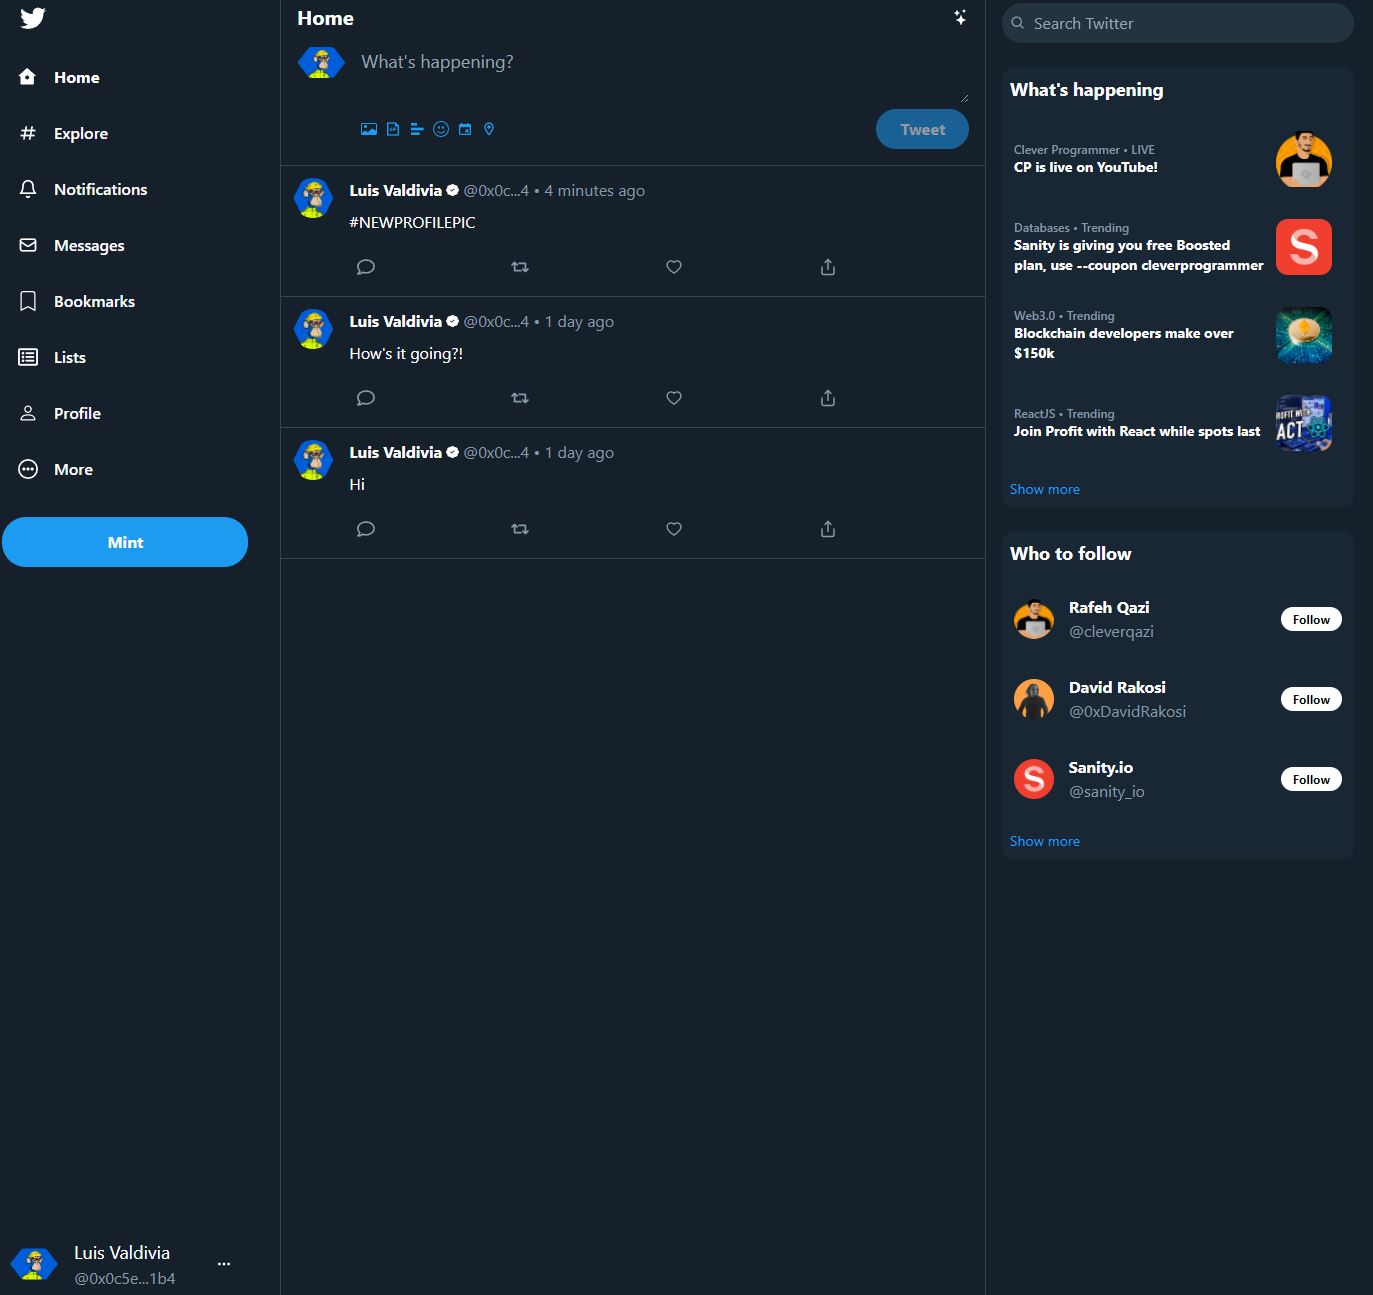 Home
Explore
Notifications
Messages
Bookmarks
Lists
Profile
More
Mint
Luis Valdivia
@0x0c5e...1b4
Home
What's happening?
Tweet
Luis Valdivia @0x0c...4 • 4 minutes ago
#NEWPROFILEPIC
Luis Valdivia @0x0c...4 • 1 day ago
How's it going?!
Luis Valdivia @0x0c...4 • 1 day ago
Hi
Search Twitter
What's happening
Clever Programmer • LIVE
CP is live on YouTube!
Databases • Trending
Sanity is giving you free Boosted
plan, use --coupon cleverprogrammer
S
Web3.0 • Trending
Blockchain developers make over
$150k
ReactJS • Trending
Join Profit with React while spots last
ACT
Show more
Who to follow
Rafeh Qazi
@cleverqazi
Follow
David Rakosi
@0xDavidRakosi
Follow
S
Sanity.io
@sanity_io
Follow
Show more